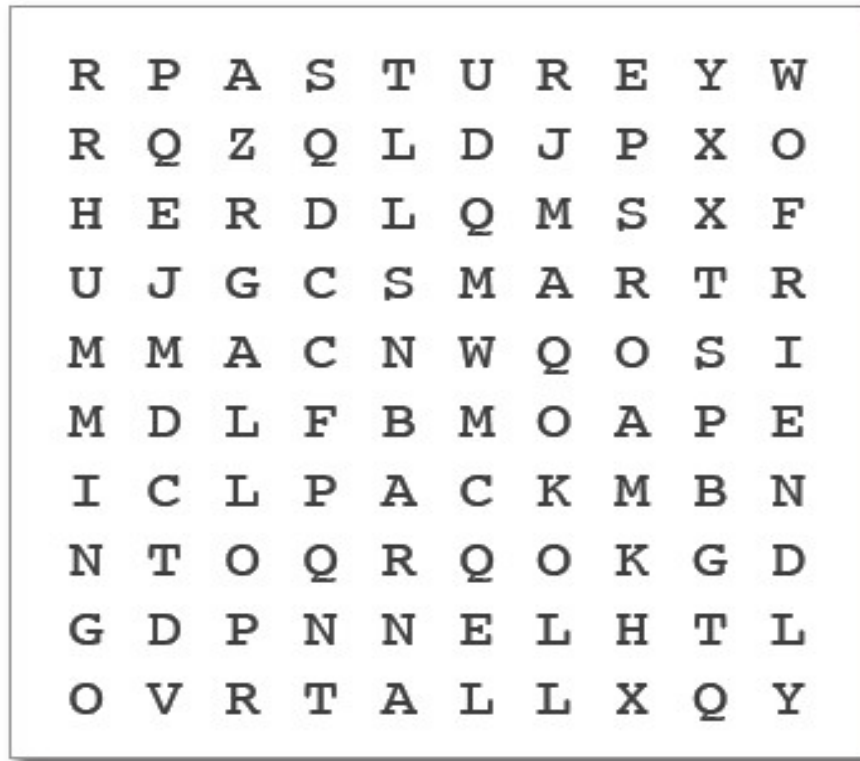 R P A S T U R E Y W
R Q Z Q L D J P X O
H E R D L Q M S X F
U J G C S M A R T R
M M A C N W Q O S I
M D L F B M O A P E
I C L P A C K M B N
N T O Q R Q O K G D
G D P N N E L H T L
O V R T A L L X Q Y